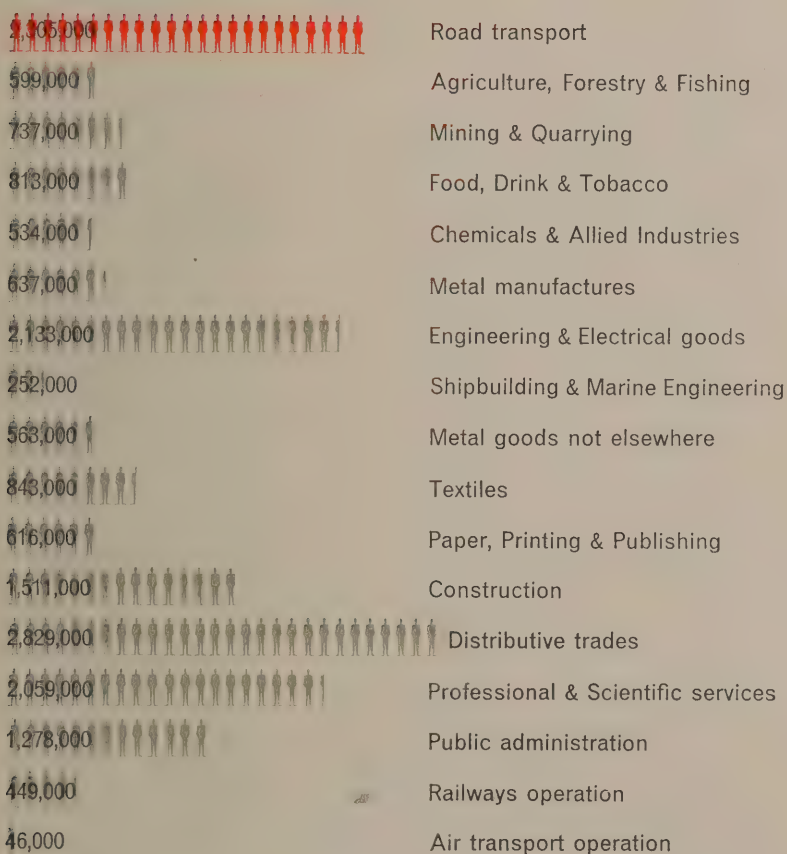 2,305,000 Road transport
599,000 Agriculture, Forestry & Fishing
737,000 Mining & Quarrying
813,000 Food, Drink & Tobacco
534,000 Chemicals & Allied Industries
637,000 Metal manufactures
2,133,000 Engineering & Electrical goods
252,000 Shipbuilding & Marine Engineering
563,000 Metal goods not elsewhere
843,000 Textiles
616,000 Paper, Printing & Publishing
1,511,000 Construction
2,829,000 Distributive trades
2,059,000 Professional & Scientific services
1,278,000 Public administration
449,000 Railways operation
46,000 Air transport operation